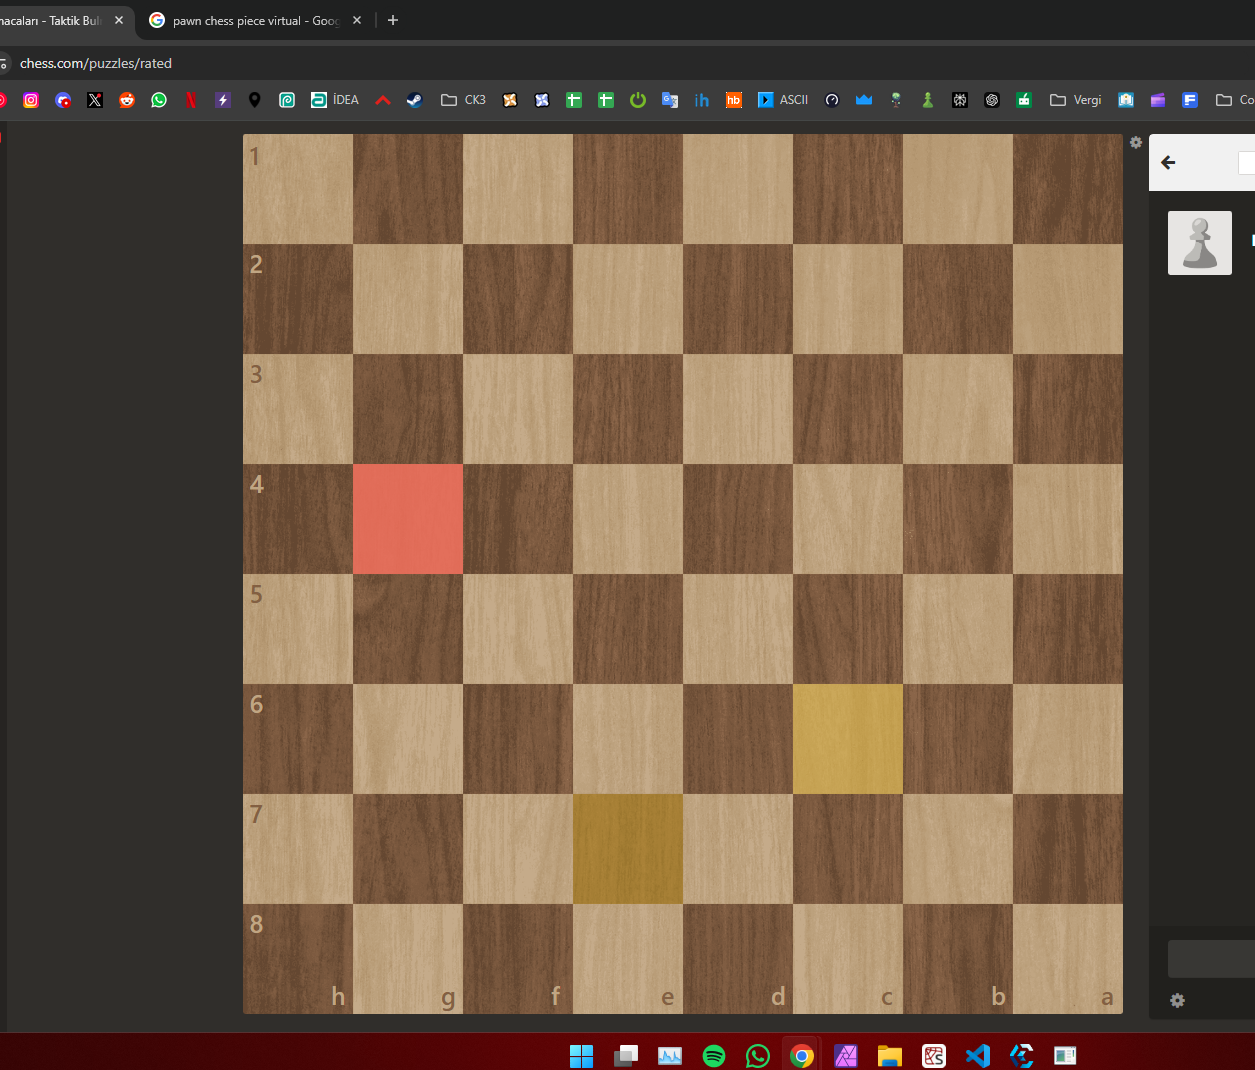 nacaları - Taktik Bul
pawn chess piece virtual - Goog
chess.com/puzzles/rated
İDEA
CK3
ih
hb
ASCII
Vergi
Co
1
2
3
4
5
6
7
8
h g f e d c b a